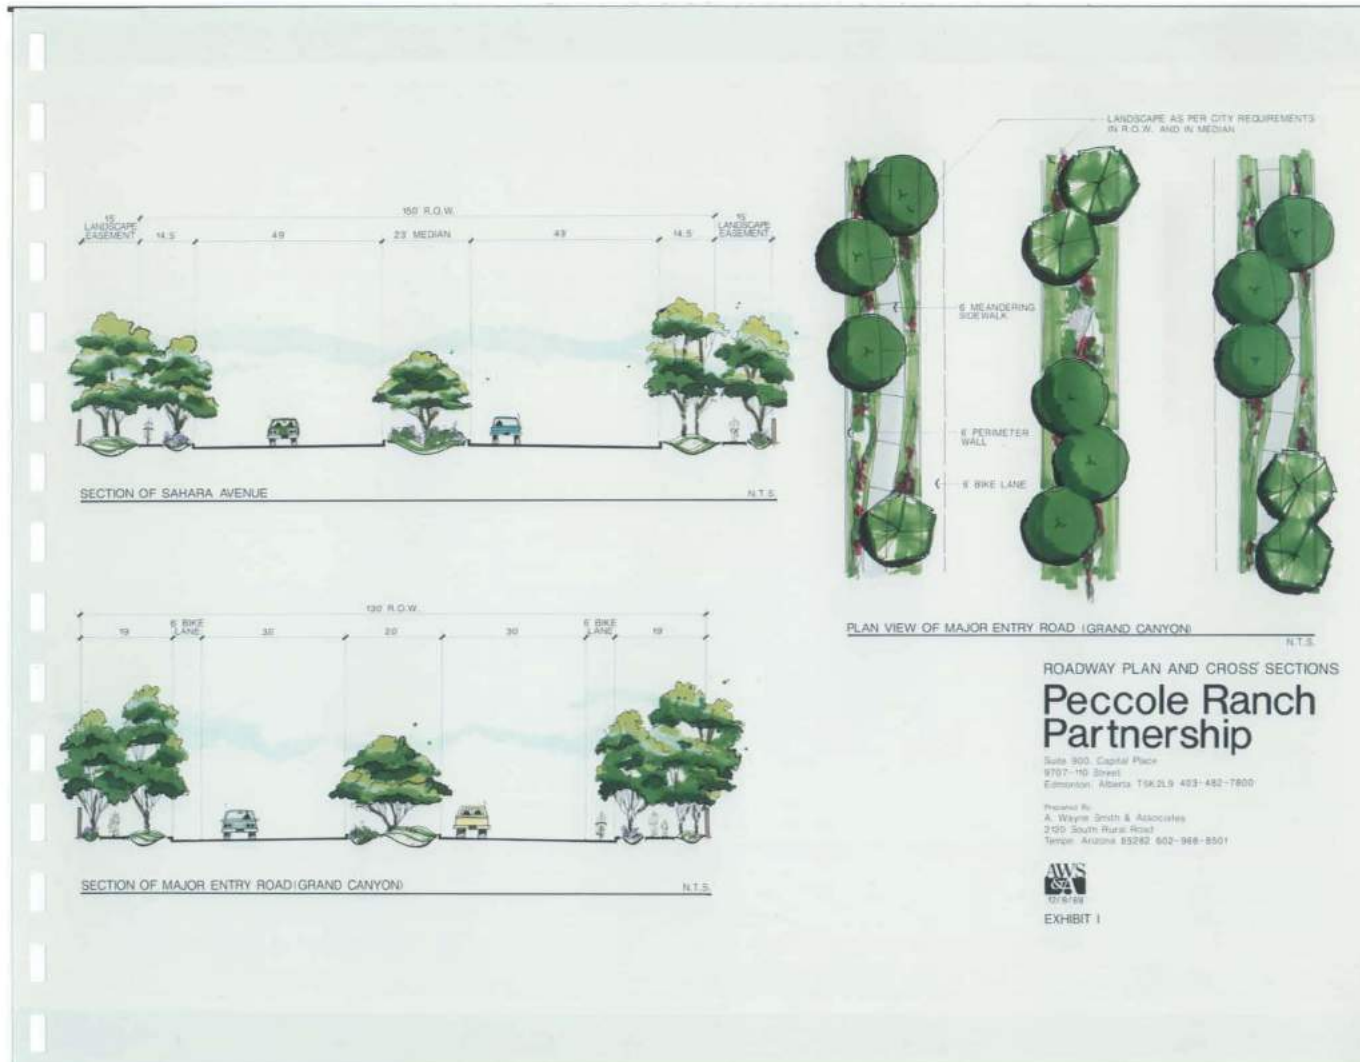 150' R.O.W.
15'
LANDSCAPE
EASEMENT
14.5
49
23' MEDIAN
49
14.5
15'
LANDSCAPE
EASEMENT
SECTION OF SAHARA AVENUE
N.T.S.
130' R.O.W.
19
6' BIKE
LANE
30
20
30
6' BIKE
LANE
19
SECTION OF MAJOR ENTRY ROAD (GRAND CANYON)
N.T.S.
LANDSCAPE AS PER CITY REQUIREMENTS
IN R.O.W. AND IN MEDIAN
6' MEANDERING
SIDEWALK
6' PERIMETER
WALL
6' BIKE LANE
PLAN VIEW OF MAJOR ENTRY ROAD (GRAND CANYON)
N.T.S.
ROADWAY PLAN AND CROSS SECTIONS
Peccole Ranch
Partnership
Suite 900, Capital Place
9707-110 Street
Edmonton, Alberta T5K2L9 403-482-7800
Prepared By:
A. Wayne Smith & Associates
2120 South Rural Road
Tempe, Arizona 85282 602-968-8501
AWS
&A
EXHIBIT I